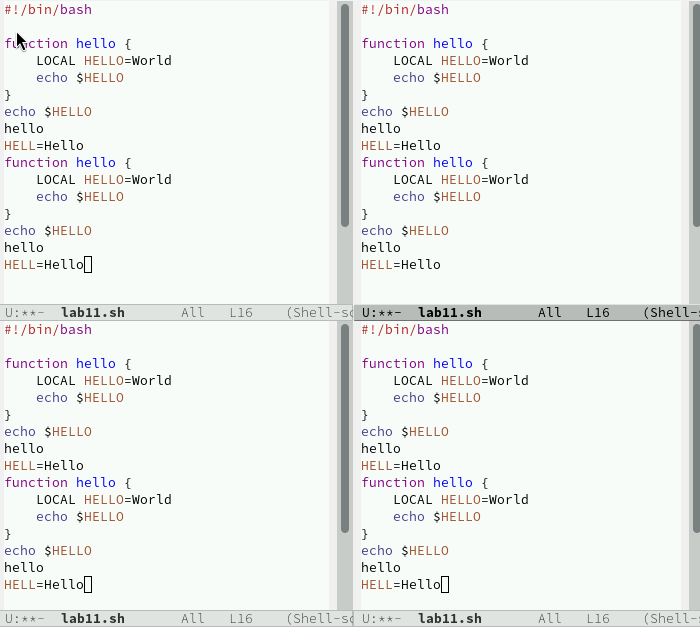 #!/bin/bash
function hello {
    LOCAL HELLO=World
    echo $HELLO
}
echo $HELLO
hello
HELL=Hello
function hello {
    LOCAL HELLO=World
    echo $HELLO
}
echo $HELLO
hello
HELL=Hello
U:**-  lab11.sh       All   L16    (Shell-sc
#!/bin/bash
function hello {
    LOCAL HELLO=World
    echo $HELLO
}
echo $HELLO
hello
HELL=Hello
function hello {
    LOCAL HELLO=World
    echo $HELLO
}
echo $HELLO
hello
HELL=Hello
U:**-  lab11.sh       All   L16    (Shell-s
#!/bin/bash
function hello {
    LOCAL HELLO=World
    echo $HELLO
}
echo $HELLO
hello
HELL=Hello
function hello {
    LOCAL HELLO=World
    echo $HELLO
}
echo $HELLO
hello
HELL=Hello
U:**-  lab11.sh       All   L16    (Shell-sc
#!/bin/bash
function hello {
    LOCAL HELLO=World
    echo $HELLO
}
echo $HELLO
hello
HELL=Hello
function hello {
    LOCAL HELLO=World
    echo $HELLO
}
echo $HELLO
hello
HELL=Hello
U:**-  lab11.sh       All   L16    (Shell-s